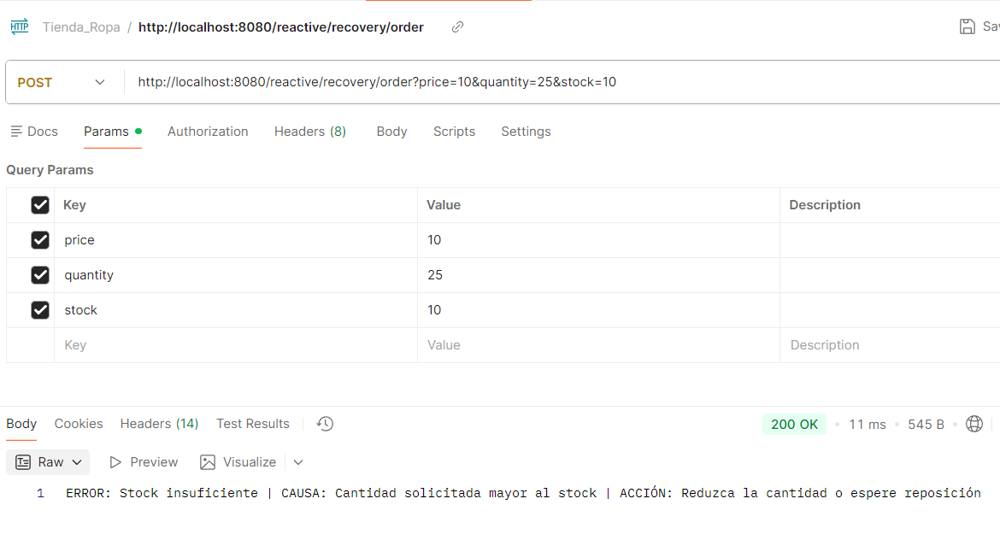 HTTP Tienda_Ropa / http://localhost:8080/reactive/recovery/order
POST http://localhost:8080/reactive/recovery/order?price=10&quantity=25&stock=10
Docs Params Authorization Headers (8) Body Scripts Settings
Query Params
Key Value Description
price 10
quantity 25
stock 10
Key Value Description
Body Cookies Headers (14) Test Results 200 OK 11 ms 545 B
Raw Preview Visualize
1 ERROR: Stock insuficiente | CAUSA: Cantidad solicitada mayor al stock | ACCIÓN: Reduzca la cantidad o espere reposición